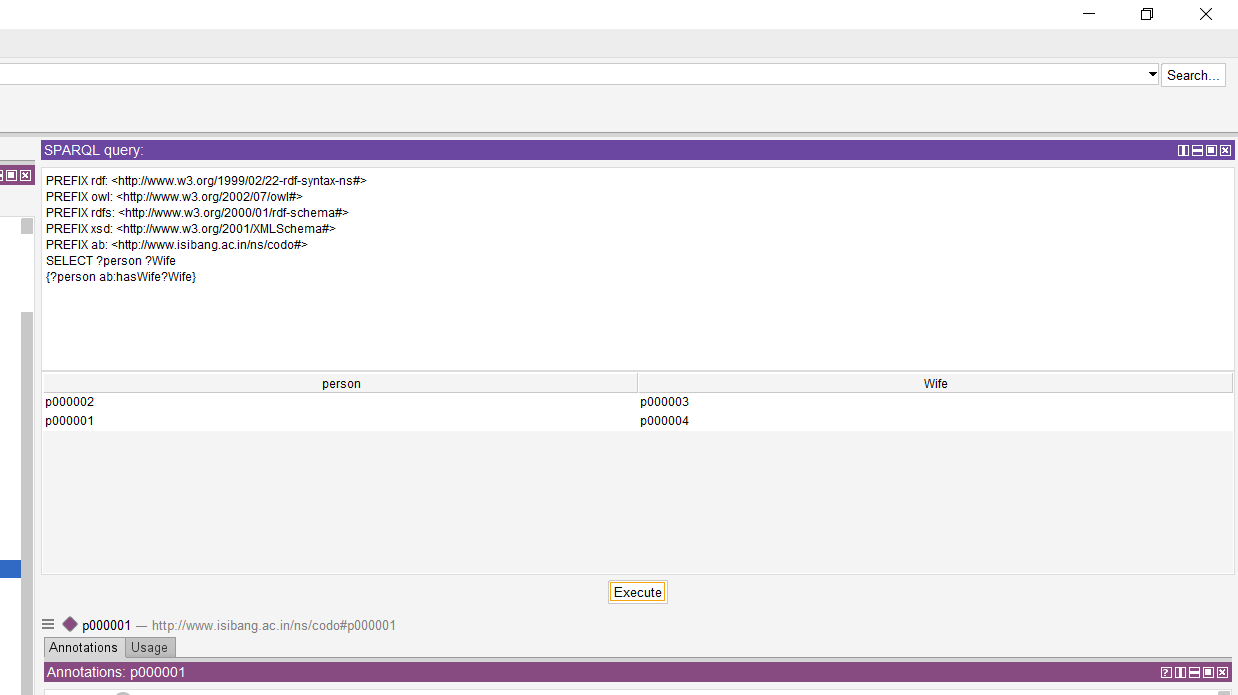 Search...
SPARQL query:
PREFIX rdf: <http://www.w3.org/1999/02/22-rdf-syntax-ns#>
PREFIX owl: <http://www.w3.org/2002/07/owl#>
PREFIX rdfs: <http://www.w3.org/2000/01/rdf-schema#>
PREFIX xsd: <http://www.w3.org/2001/XMLSchema#>
PREFIX ab: <http://www.isibang.ac.in/ns/codo#>
SELECT ?person ?Wife
{?person ab:hasWife?Wife}
person Wife
p000002 p000003
p000001 p000004
Execute
p000001 — http://www.isibang.ac.in/ns/codo#p000001
Annotations Usage
Annotations: p000001